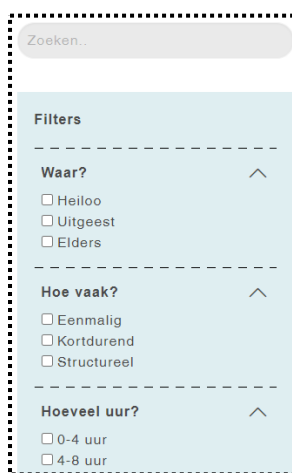 Zoeken..
Filters
Waar?
Heiloo
Uitgeest
Elders
Hoe vaak?
Eenmalig
Kortdurend
Structureel
Hoeveel uur?
0-4 uur
4-8 uur